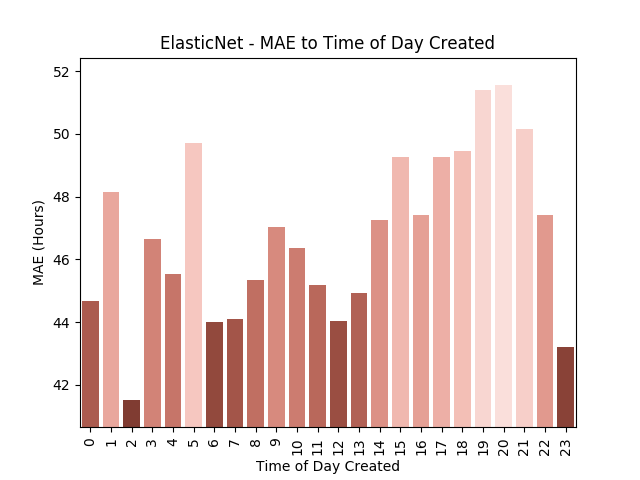 ElasticNet - MAE to Time of Day Created
MAE (Hours)
52
50
48
46
44
42
0 1 2 3 4 5 6 7 8 9 10 11 12 13 14 15 16 17 18 19 20 21 22 23
Time of Day Created